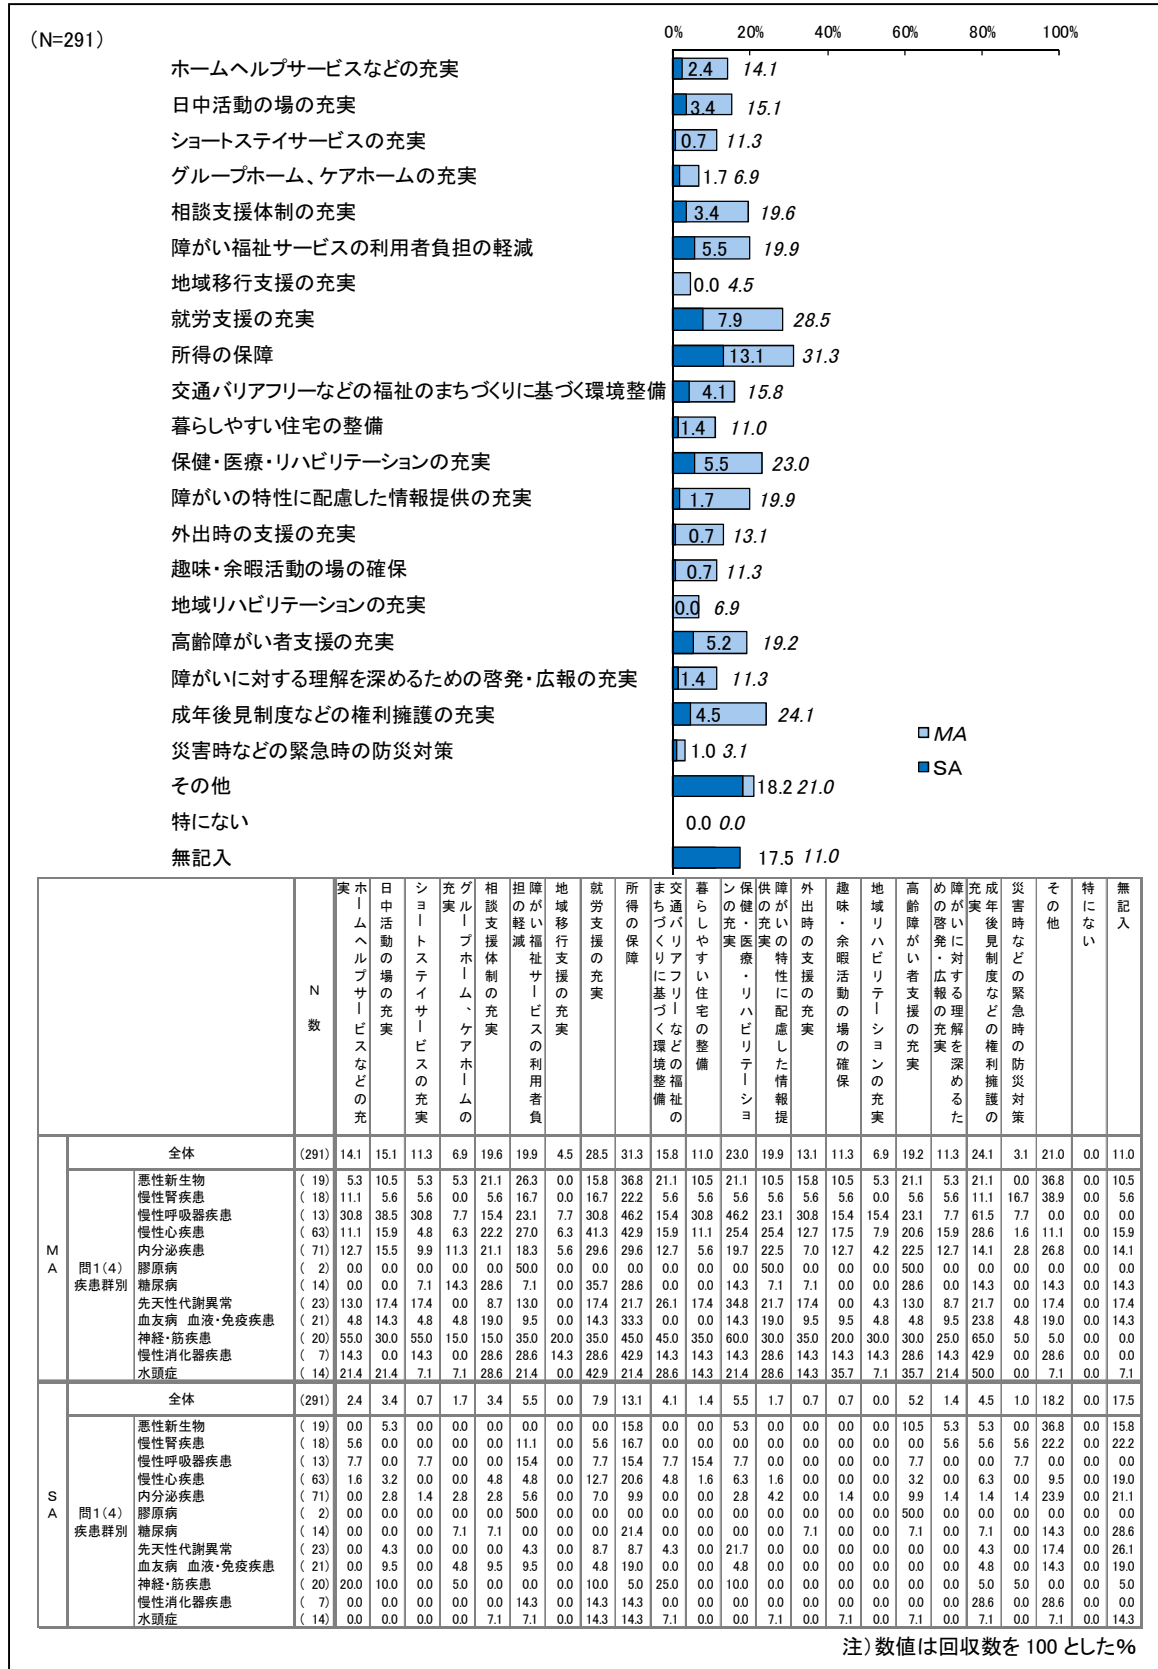 (N=291)
0% 20% 40% 60% 80% 100%
ホームヘルプサービスなどの充実 2.4 14.1
日中活動の場の充実 3.4 15.1
ショートステイサービスの充実 0.7 11.3
グループホーム、ケアホームの充実 1.7 6.9
相談支援体制の充実 3.4 19.6
障がい福祉サービスの利用者負担の軽減 5.5 19.9
地域移行支援の充実 0.0 4.5
就労支援の充実 7.9 28.5
所得の保障 13.1 31.3
交通バリアフリーなどの福祉のまちづくりに基づく環境整備 4.1 15.8
暮らしやすい住宅の整備 1.4 11.0
保健・医療・リハビリテーションの充実 5.5 23.0
障がいの特性に配慮した情報提供の充実 1.7 19.9
外出時の支援の充実 0.7 13.1
趣味・余暇活動の場の確保 0.7 11.3
地域リハビリテーションの充実 0.0 6.9
高齢障がい者支援の充実 5.2 19.2
障がいに対する理解を深めるための啓発・広報の充実 1.4 11.3
成年後見制度などの権利擁護の充実 4.5 24.1
災害時などの緊急時の防災対策 1.0 3.1
その他 18.2 21.0
特にない 0.0 0.0
無記入 17.5 11.0
MA
SA
N数
ホームヘルプサービスなどの充実
日中活動の場の充実
ショートステイサービスの充実
グループホーム、ケアホームの充実
相談支援体制の充実
障がい福祉サービスの利用者負担の軽減
地域移行支援の充実
就労支援の充実
所得の保障
交通バリアフリーなどの福祉のまちづくりに基づく環境整備
暮らしやすい住宅の整備
保健・医療・リハビリテーションの充実
障がいの特性に配慮した情報提供の充実
外出時の支援の充実
趣味・余暇活動の場の確保
地域リハビリテーションの充実
高齢障がい者支援の充実
障がいに対する理解を深めるための啓発・広報の充実
成年後見制度などの権利擁護の充実
災害時などの緊急時の防災対策
その他
特にない
無記入
MA
全体 (291) 14.1 15.1 11.3 6.9 19.6 19.9 4.5 28.5 31.3 15.8 11.0 23.0 19.9 13.1 11.3 6.9 19.2 11.3 24.1 3.1 21.0 0.0 11.0
問1(4)疾患群別
悪性新生物 ( 19) 5.3 10.5 5.3 5.3 21.1 26.3 0.0 15.8 36.8 21.1 10.5 21.1 10.5 15.8 10.5 5.3 21.1 5.3 21.1 0.0 36.8 0.0 10.5
慢性腎疾患 ( 18) 11.1 5.6 5.6 0.0 5.6 16.7 0.0 16.7 22.2 5.6 5.6 5.6 5.6 5.6 5.6 0.0 5.6 5.6 11.1 16.7 38.9 0.0 5.6
慢性呼吸器疾患 ( 13) 30.8 38.5 30.8 7.7 15.4 23.1 7.7 30.8 46.2 15.4 30.8 46.2 23.1 30.8 15.4 15.4 23.1 7.7 61.5 7.7 0.0 0.0 0.0
慢性心疾患 ( 63) 11.1 15.9 4.8 6.3 22.2 27.0 6.3 41.3 42.9 15.9 11.1 25.4 25.4 12.7 17.5 7.9 20.6 15.9 28.6 1.6 11.1 0.0 15.9
内分泌疾患 ( 71) 12.7 15.5 9.9 11.3 21.1 18.3 5.6 29.6 29.6 12.7 5.6 19.7 22.5 7.0 12.7 4.2 22.5 12.7 14.1 2.8 26.8 0.0 14.1
膠原病 ( 2) 0.0 0.0 0.0 0.0 0.0 50.0 0.0 0.0 0.0 0.0 0.0 0.0 50.0 0.0 0.0 0.0 50.0 0.0 0.0 0.0 0.0 0.0 0.0
糖尿病 ( 14) 0.0 0.0 7.1 14.3 28.6 7.1 0.0 35.7 28.6 0.0 0.0 14.3 7.1 7.1 0.0 0.0 28.6 0.0 14.3 0.0 14.3 0.0 14.3
先天性代謝異常 ( 23) 13.0 17.4 17.4 0.0 8.7 13.0 0.0 17.4 21.7 26.1 17.4 34.8 21.7 17.4 0.0 4.3 13.0 8.7 21.7 0.0 17.4 0.0 17.4
血友病 血液・免疫疾患 ( 21) 4.8 14.3 4.8 4.8 19.0 9.5 0.0 14.3 33.3 0.0 0.0 14.3 19.0 9.5 9.5 4.8 4.8 9.5 23.8 4.8 19.0 0.0 14.3
神経・筋疾患 ( 20) 55.0 30.0 55.0 15.0 15.0 35.0 20.0 35.0 45.0 45.0 35.0 60.0 30.0 35.0 20.0 30.0 30.0 25.0 65.0 5.0 5.0 0.0 0.0
慢性消化器疾患 ( 7) 14.3 0.0 14.3 0.0 28.6 28.6 14.3 28.6 42.9 14.3 14.3 14.3 28.6 14.3 14.3 14.3 28.6 14.3 42.9 0.0 28.6 0.0 0.0
水頭症 ( 14) 21.4 21.4 7.1 7.1 28.6 21.4 0.0 42.9 21.4 28.6 14.3 21.4 28.6 14.3 35.7 7.1 35.7 21.4 50.0 0.0 7.1 0.0 7.1
SA
全体 (291) 2.4 3.4 0.7 1.7 3.4 5.5 0.0 7.9 13.1 4.1 1.4 5.5 1.7 0.7 0.7 0.0 5.2 1.4 4.5 1.0 18.2 0.0 17.5
問1(4)疾患群別
悪性新生物 ( 19) 0.0 5.3 0.0 0.0 0.0 0.0 0.0 0.0 15.8 0.0 0.0 5.3 0.0 0.0 0.0 0.0 10.5 5.3 5.3 0.0 36.8 0.0 15.8
慢性腎疾患 ( 18) 5.6 0.0 0.0 0.0 0.0 11.1 0.0 5.6 16.7 0.0 0.0 0.0 0.0 0.0 0.0 0.0 0.0 5.6 5.6 5.6 22.2 0.0 22.2
慢性呼吸器疾患 ( 13) 7.7 0.0 7.7 0.0 0.0 15.4 0.0 7.7 15.4 7.7 15.4 7.7 0.0 0.0 0.0 0.0 7.7 0.0 0.0 7.7 0.0 0.0 0.0
慢性心疾患 ( 63) 1.6 3.2 0.0 0.0 4.8 4.8 0.0 12.7 20.6 4.8 1.6 6.3 1.6 0.0 0.0 0.0 3.2 0.0 6.3 0.0 9.5 0.0 19.0
内分泌疾患 ( 71) 0.0 2.8 1.4 2.8 2.8 5.6 0.0 7.0 9.9 0.0 0.0 2.8 4.2 0.0 1.4 0.0 9.9 1.4 1.4 1.4 23.9 0.0 21.1
膠原病 ( 2) 0.0 0.0 0.0 0.0 0.0 50.0 0.0 0.0 0.0 0.0 0.0 0.0 0.0 0.0 0.0 0.0 50.0 0.0 0.0 0.0 0.0 0.0 0.0
糖尿病 ( 14) 0.0 0.0 0.0 7.1 7.1 0.0 0.0 0.0 21.4 0.0 0.0 0.0 0.0 7.1 0.0 0.0 7.1 0.0 7.1 0.0 14.3 0.0 28.6
先天性代謝異常 ( 23) 0.0 4.3 0.0 0.0 0.0 4.3 0.0 8.7 8.7 4.3 0.0 21.7 0.0 0.0 0.0 0.0 0.0 0.0 4.3 0.0 17.4 0.0 26.1
血友病 血液・免疫疾患 ( 21) 0.0 9.5 0.0 4.8 9.5 9.5 0.0 4.8 19.0 0.0 0.0 4.8 0.0 0.0 0.0 0.0 0.0 0.0 4.8 0.0 14.3 0.0 19.0
神経・筋疾患 ( 20) 20.0 10.0 0.0 5.0 0.0 0.0 0.0 10.0 5.0 25.0 0.0 10.0 0.0 0.0 0.0 0.0 0.0 0.0 5.0 5.0 0.0 0.0 5.0
慢性消化器疾患 ( 7) 0.0 0.0 0.0 0.0 0.0 14.3 0.0 14.3 14.3 0.0 0.0 0.0 0.0 0.0 0.0 0.0 0.0 0.0 28.6 0.0 28.6 0.0 0.0
水頭症 ( 14) 0.0 0.0 0.0 0.0 7.1 7.1 0.0 14.3 14.3 7.1 0.0 0.0 7.1 0.0 7.1 0.0 7.1 0.0 7.1 0.0 7.1 0.0 14.3
注）数値は回収数を100とした%